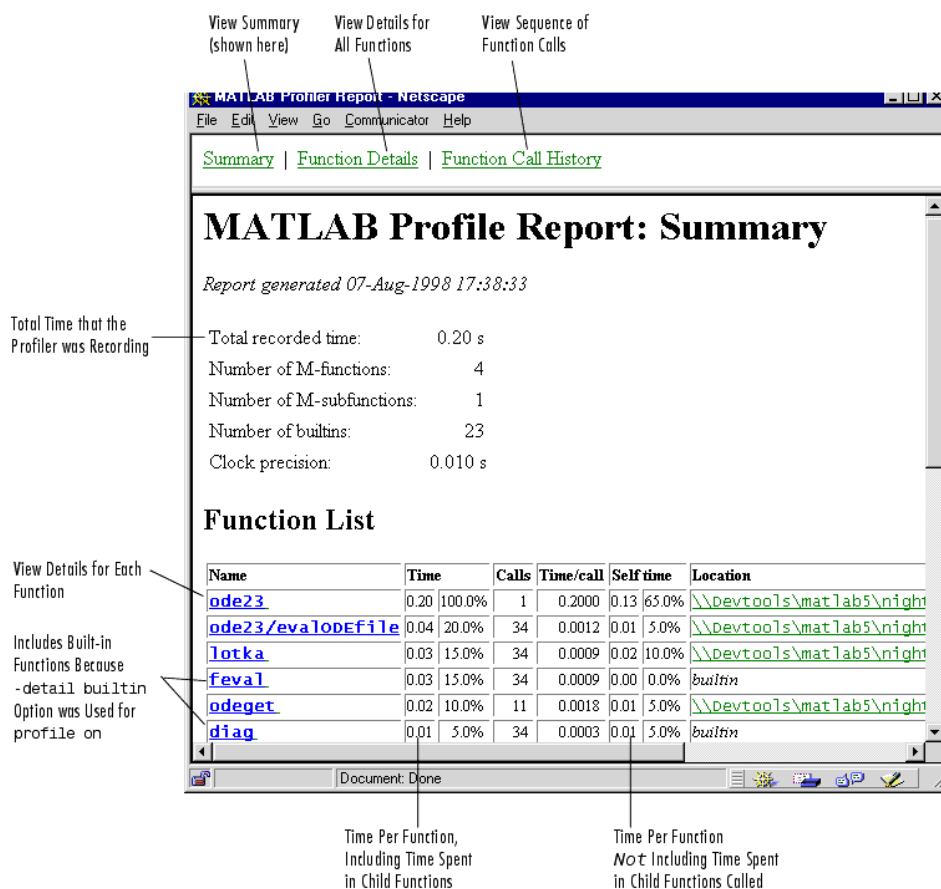 View Summary
(shown here)
View Details for
All Functions
View Sequence of
Function Calls
MATLAB Profiler Report - Netscape
File Edit View Go Communicator Help
Summary | Function Details | Function Call History
MATLAB Profile Report: Summary
Report generated 07-Aug-1998 17:38:33
Total Time that the
Profiler was Recording
Total recorded time: 0.20 s
Number of M-functions: 4
Number of M-subfunctions: 1
Number of builtins: 23
Clock precision: 0.010 s
Function List
View Details for Each
Function
Includes Built-in
Functions Because
-detail builtin
Option was Used for
profile on
Name Time Calls Time/call Self time Location
ode23 0.20 100.0% 1 0.2000 0.13 65.0% \\Devtools\matlab5\night
ode23/evalODEfile 0.04 20.0% 34 0.0012 0.01 5.0% \\Devtools\matlab5\night
lotka 0.03 15.0% 34 0.0009 0.02 10.0% \\Devtools\matlab5\night
feval 0.03 15.0% 34 0.0009 0.00 0.0% builtin
odeget 0.02 10.0% 11 0.0018 0.01 5.0% \\Devtools\matlab5\night
diag 0.01 5.0% 34 0.0003 0.01 5.0% builtin
Document: Done
Time Per Function,
Including Time Spent
in Child Functions
Time Per Function
Not Including Time Spent
in Child Functions Called